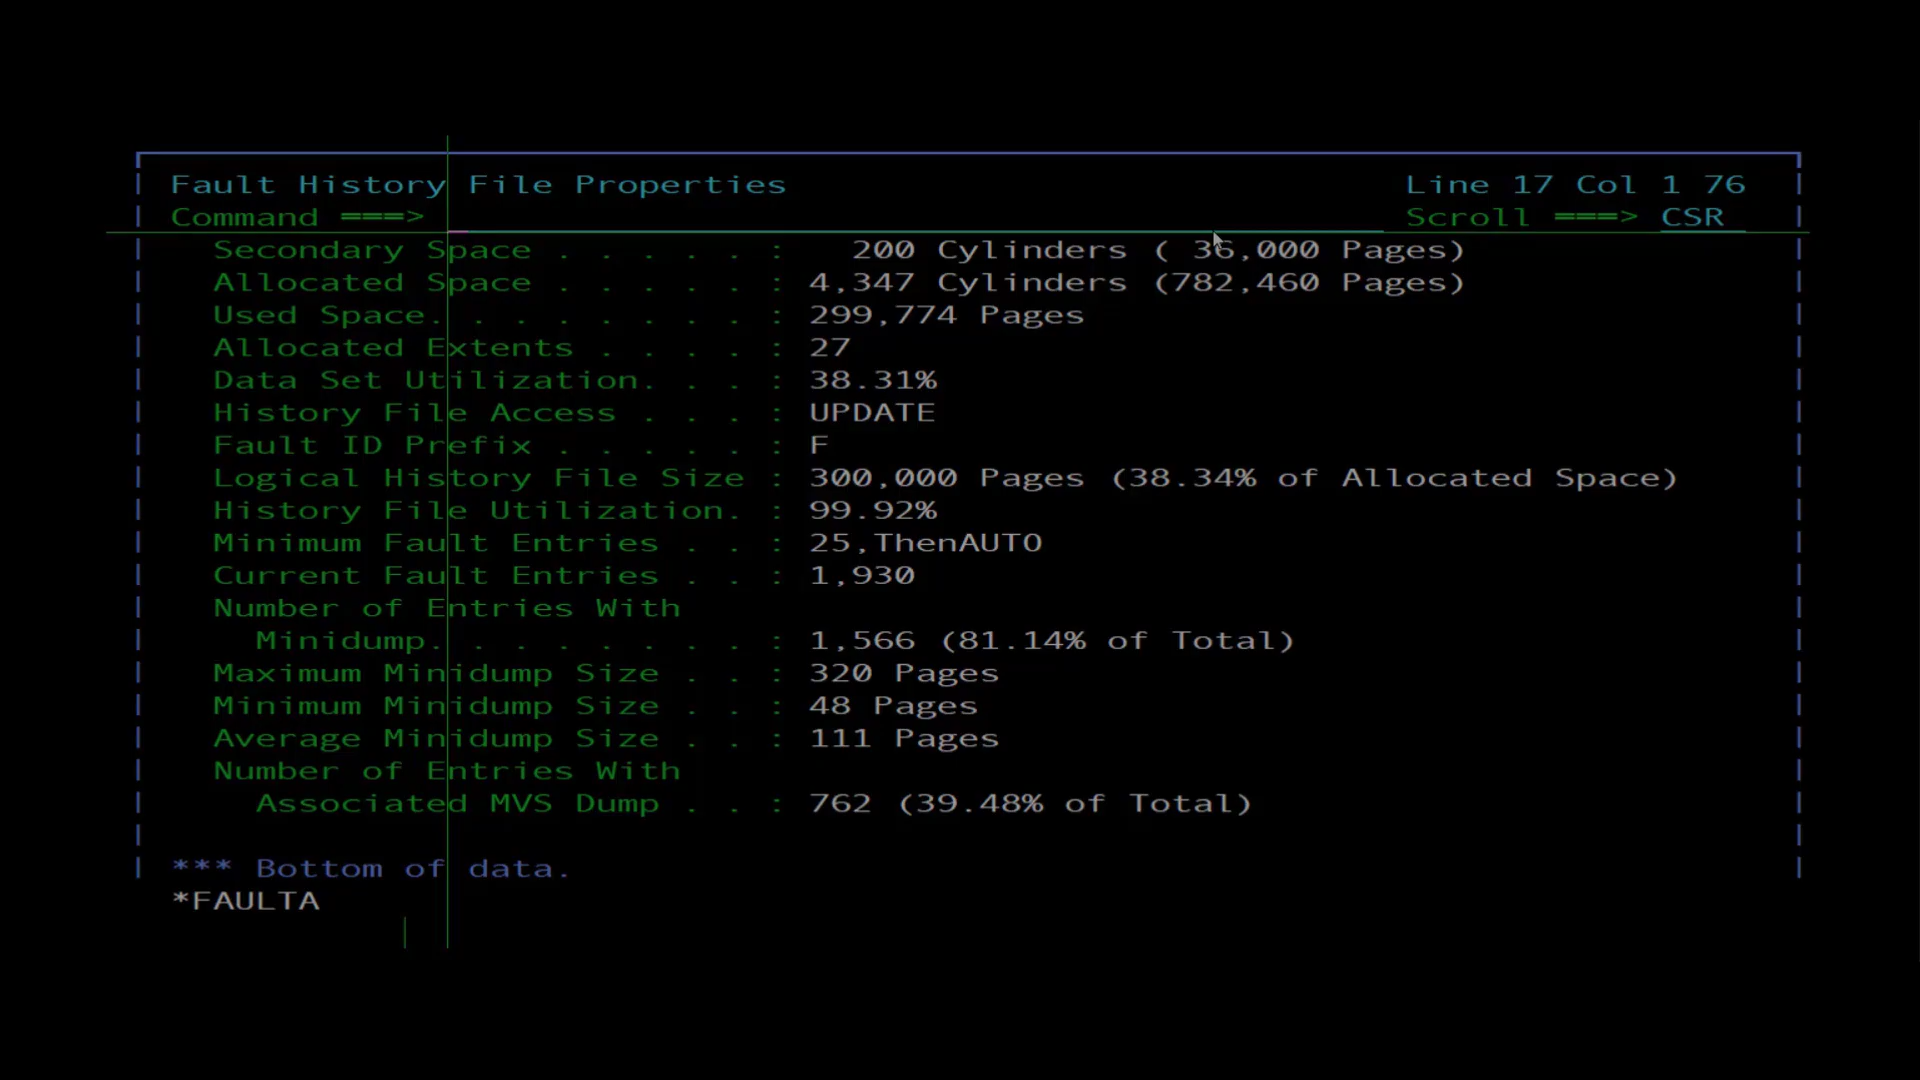 Fault History File Properties Line 17 Col 1 76
Command ===> Scroll ===> CSR
Secondary Space . . . . . : 200 Cylinders ( 36,000 Pages)
Allocated Space . . . . . : 4,347 Cylinders (782,460 Pages)
Used Space. . . . . . . . : 299,774 Pages
Allocated Extents . . . . : 27
Data Set Utilization. . . : 38.31%
History File Access . . . : UPDATE
Fault ID Prefix . . . . . : F
Logical History File Size : 300,000 Pages (38.34% of Allocated Space)
History File Utilization. : 99.92%
Minimum Fault Entries . . : 25,ThenAUTO
Current Fault Entries . . : 1,930
Number of Entries With
Minidump. . . . . . . . : 1,566 (81.14% of Total)
Maximum Minidump Size . . : 320 Pages
Minimum Minidump Size . . : 48 Pages
Average Minidump Size . . : 111 Pages
Number of Entries With
Associated MVS Dump . . : 762 (39.48% of Total)
*** Bottom of data.
*FAULTA